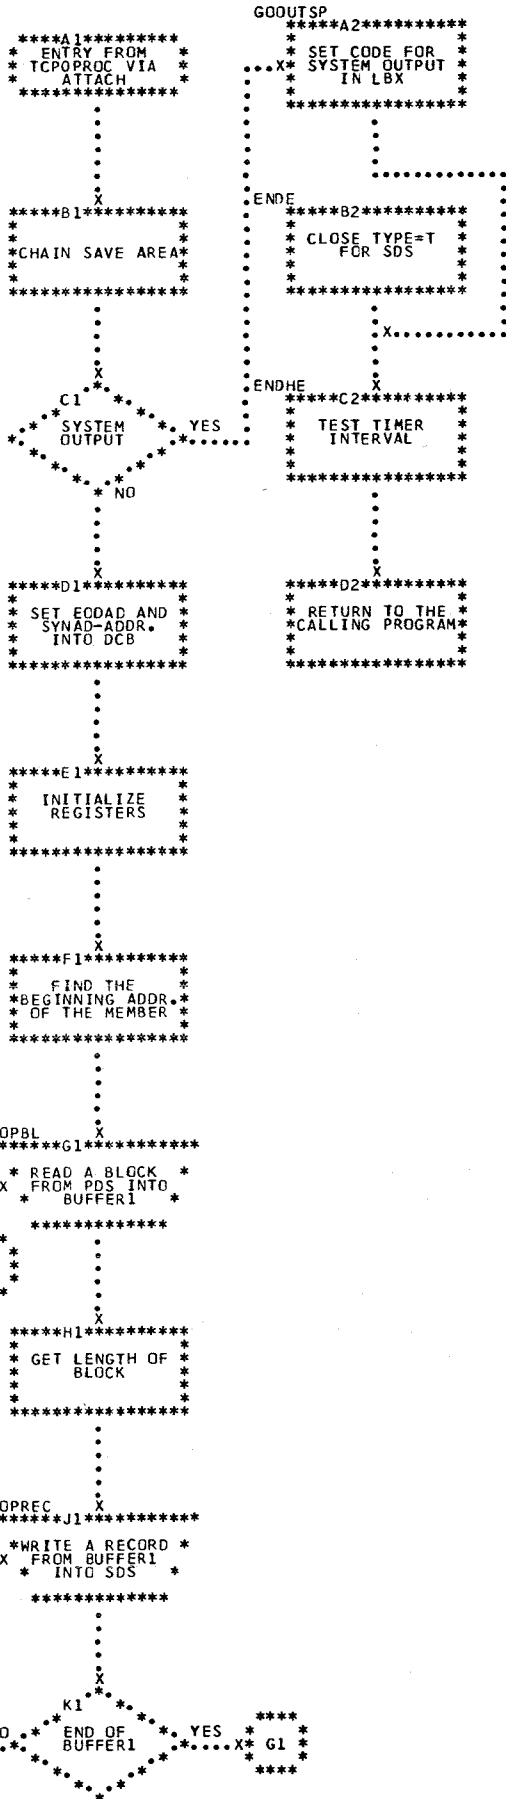 A1
ENTRY FROM
TCPOPROC VIA
ATTACH
B1
CHAIN SAVE AREA
C1
SYSTEM
OUTPUT
YES
NO
D1
SET EODAD AND
SYNAD-ADDR.
INTO DCB
E1
INITIALIZE
REGISTERS
F1
FIND THE
BEGINNING ADDR.
OF THE MEMBER
OPBL
G1
READ A BLOCK
FROM PDS INTO
BUFFER1
H1
GET LENGTH OF
BLOCK
OPREC
J1
WRITE A RECORD
FROM BUFFER1
INTO SDS
K1
END OF
BUFFER1
O
YES
G1
GOOUTSP
A2
SET CODE FOR
SYSTEM OUTPUT
IN LBX
ENDE
B2
CLOSE TYPE=T
FOR SDS
ENDHE
C2
TEST TIMER
INTERVAL
D2
RETURN TO THE
CALLING PROGRAM